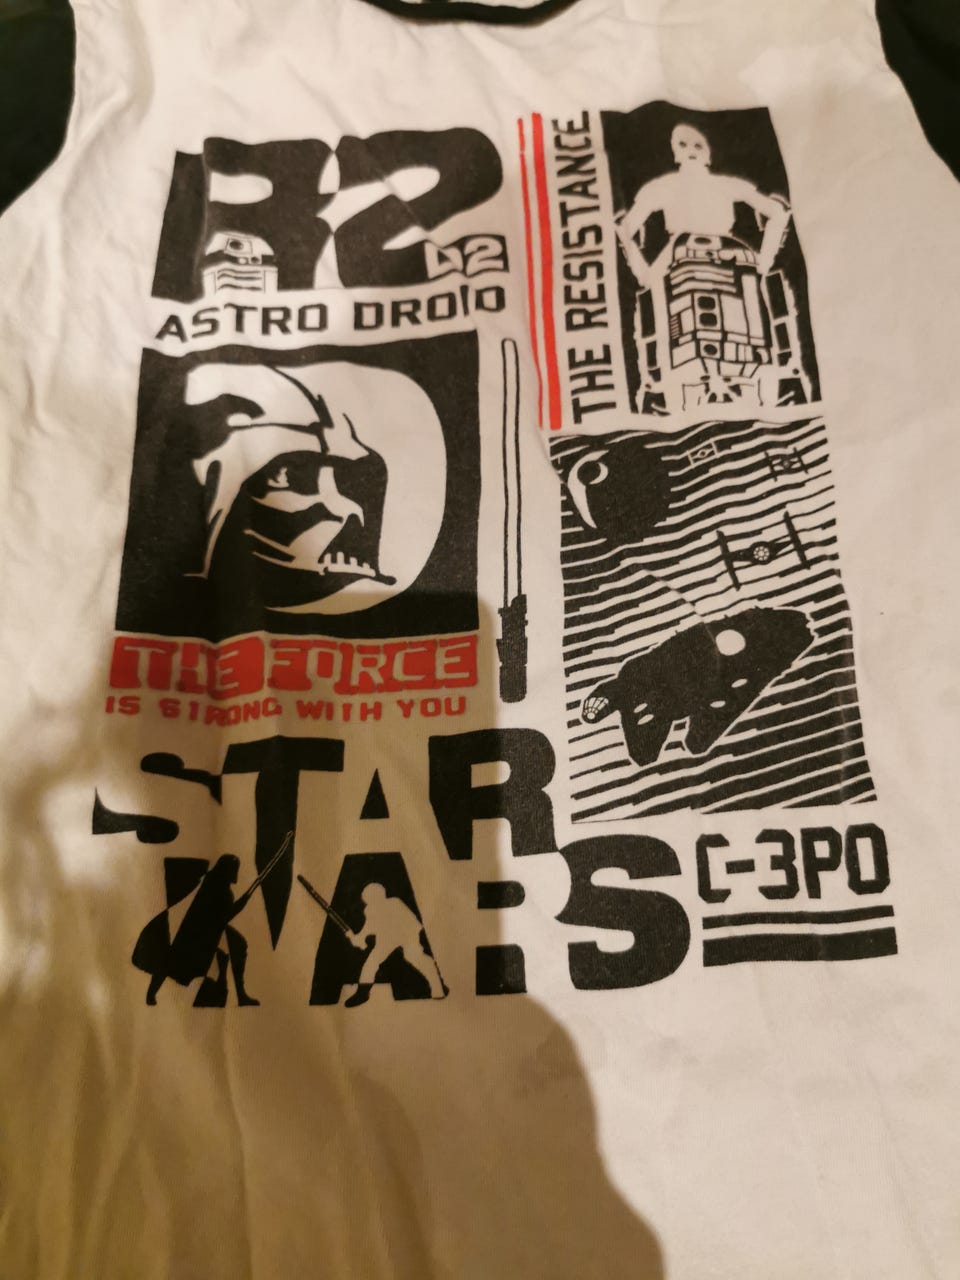 R2
D2
ASTRO DROID
THE RESISTANCE
THE FORCE
IS STRONG WITH YOU
STAR
WARS
C-3PO